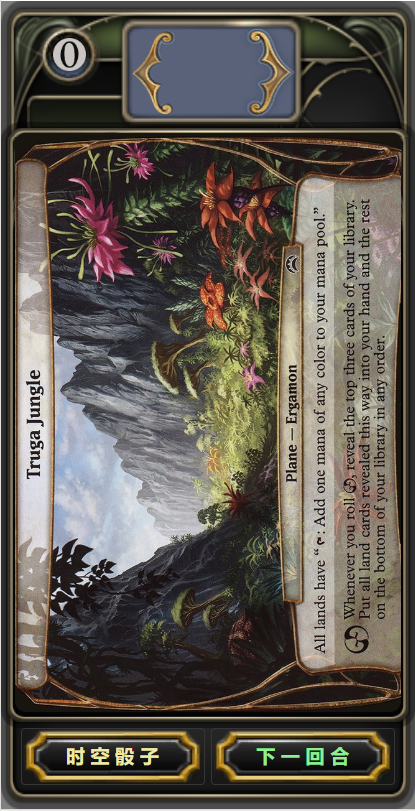 0
Truga Jungle
Plane — Ergamon
All lands have “: Add one mana of any color to your mana pool.”
Whenever you roll , reveal the top three cards of your library.
Put all land cards revealed this way into your hand and the rest
on the bottom of your library in any order.
时空骰子
下一回合